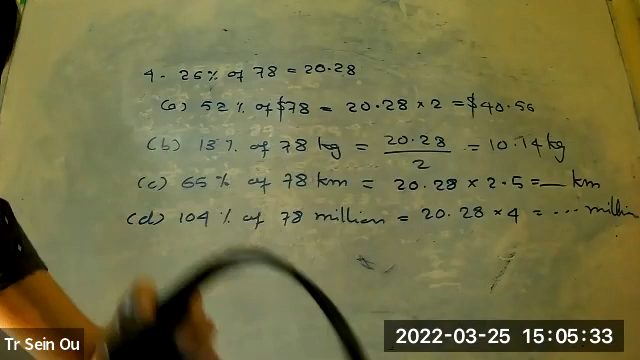 4. 26% of 78 = 20.28
(a) 52% of $78 = 20.28 × 2 = $40.56
(b) 13% of 78 kg = 20.28/2 = 10.14 kg
(c) 65% of 78 km = 20.28 × 2.5 = __ km
(d) 104% of 78 million = 20.28 × 4 = ... million
Tr Sein Ou
2022-03-25 15:05:33